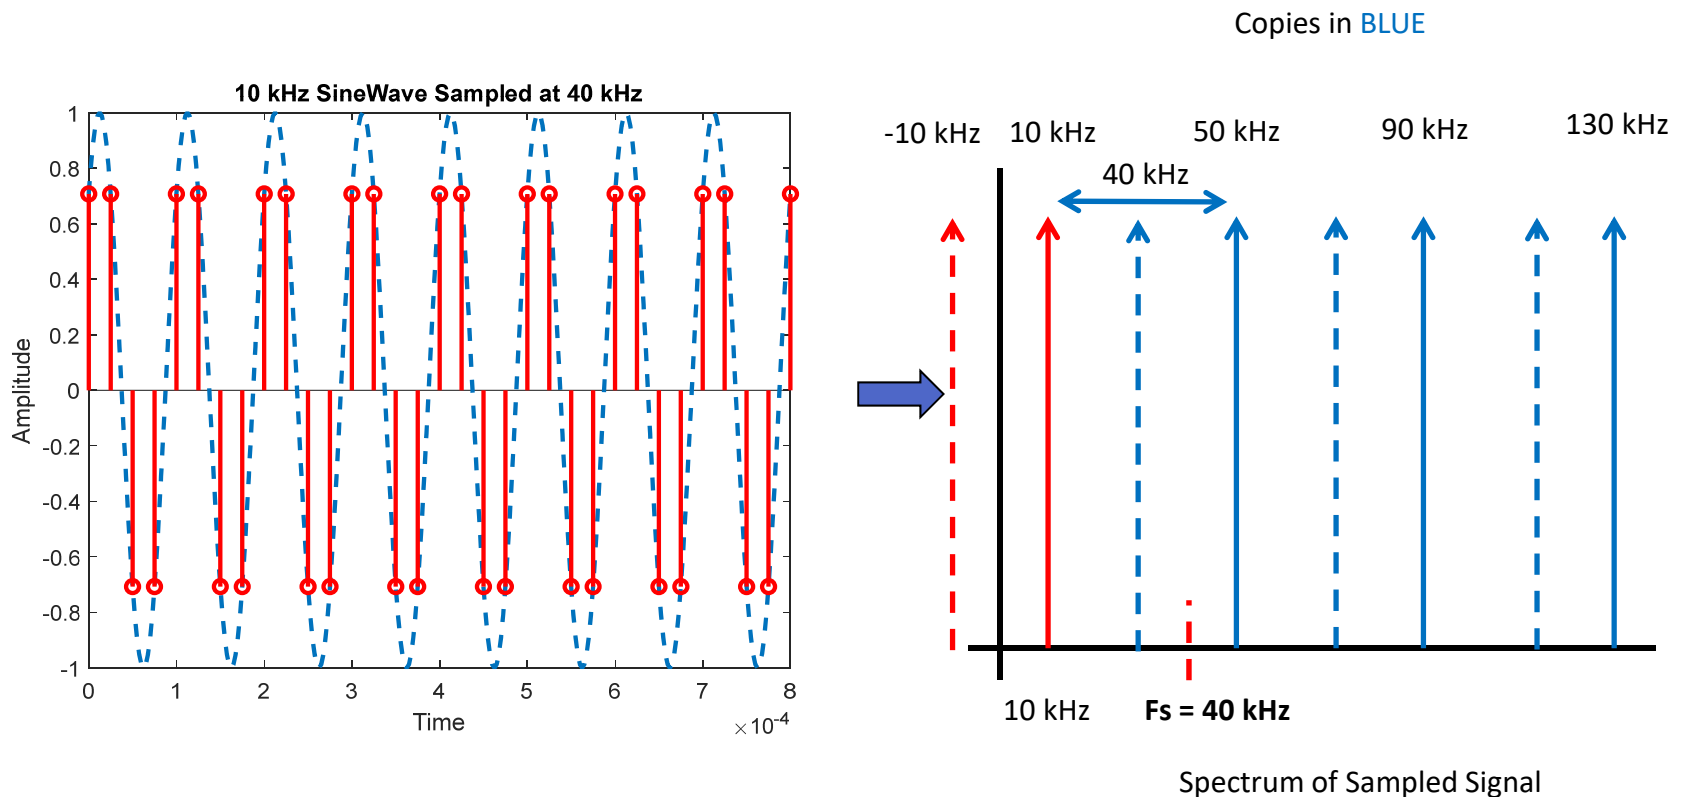 Copies in BLUE
10 kHz SineWave Sampled at 40 kHz
1
0.8
0.6
0.4
0.2
0
-0.2
-0.4
-0.6
-0.8
-1
Amplitude
0 1 2 3 4 5 6 7 8
Time
×10⁻⁴
-10 kHz 10 kHz 50 kHz 90 kHz 130 kHz
40 kHz
10 kHz Fs = 40 kHz
Spectrum of Sampled Signal